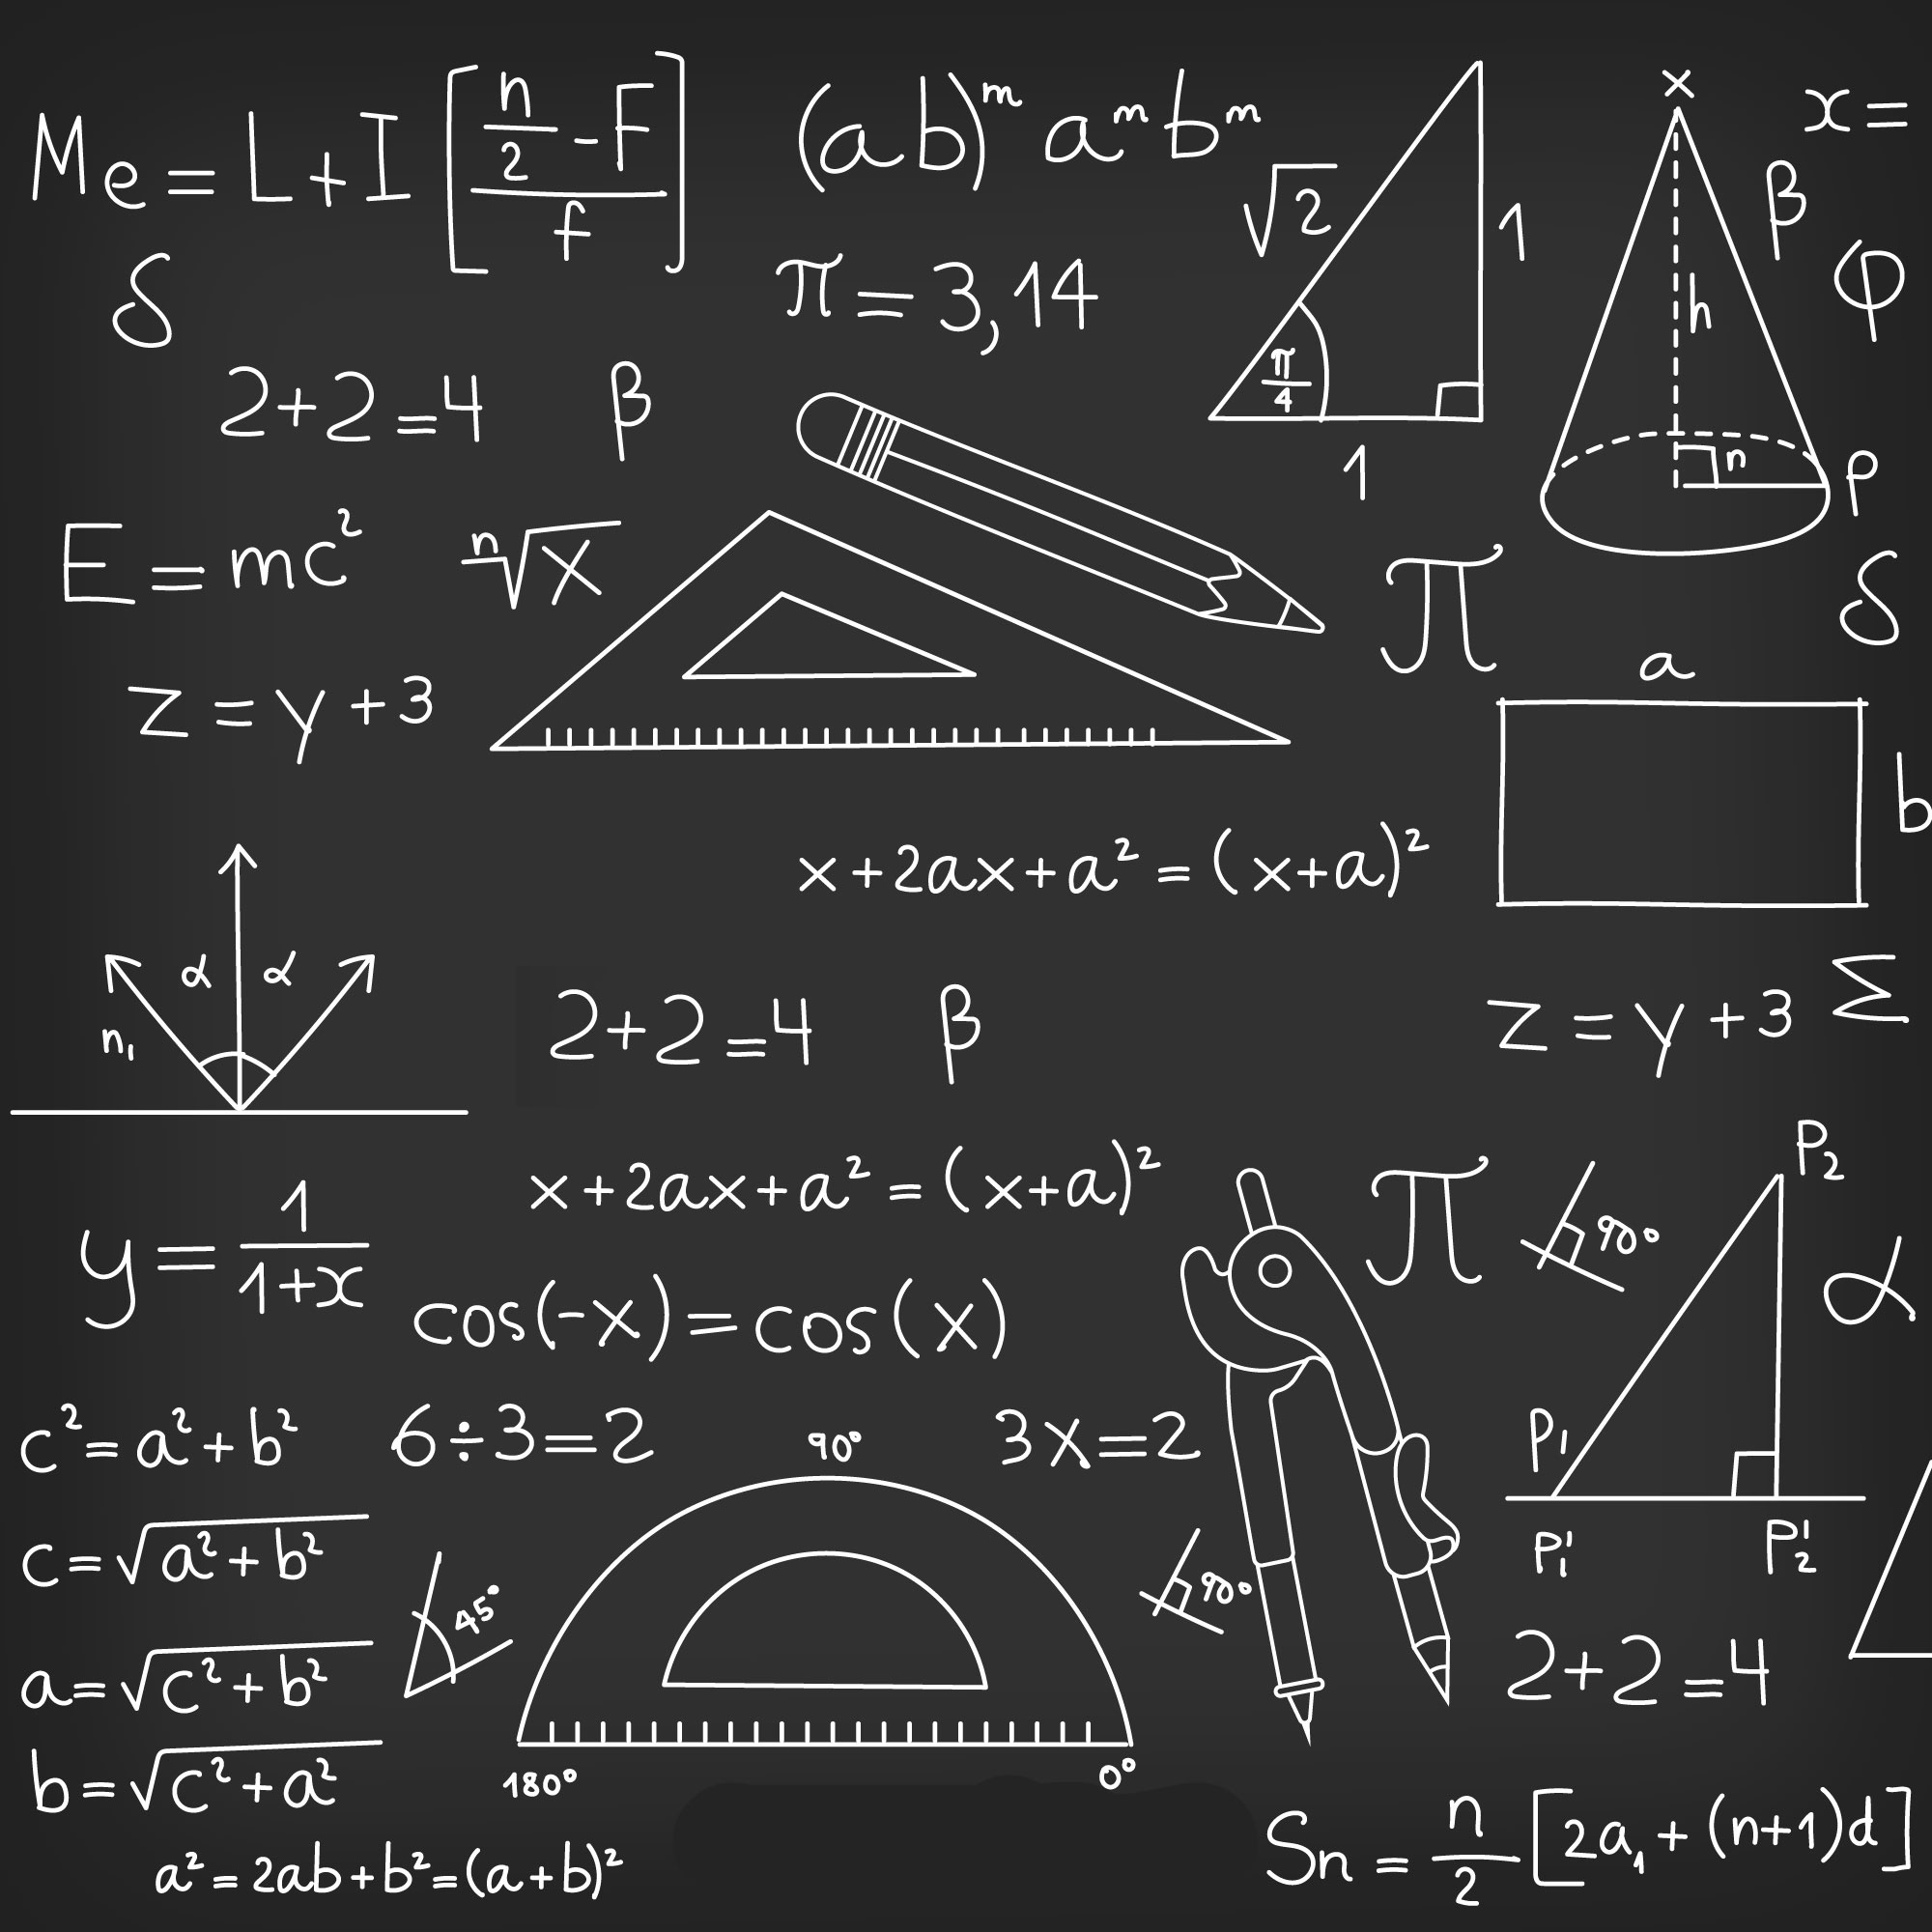 Me = L + I [(n/2 - F)/f]
(ab)ᵐ aᵐbᵐ
√2
1
x
β
x =
δ
π = 3,14
h
φ
2+2=4
β
π/4
1
r
ρ
E = mc²
ⁿ√x
π
δ
z = y + 3
a
b
x + 2ax + a² = (x+a)²
α α
n₁
2+2=4
β
z = y + 3
Σ
P₂
x + 2ax + a² = (x+a)²
π
90°
y = 1/(1+x)
α
cos(-x) = cos(x)
c² = a² + b²
6÷3=2
90°
3x=2
P₁
c = √a² + b²
P₁' P₂'
45°
90°
a = √c² + b²
2+2=4
b = √c² + a²
180° 0°
a² = 2ab + b² = (a+b)²
Sn = n/2 [2a₁ + (n+1)d]